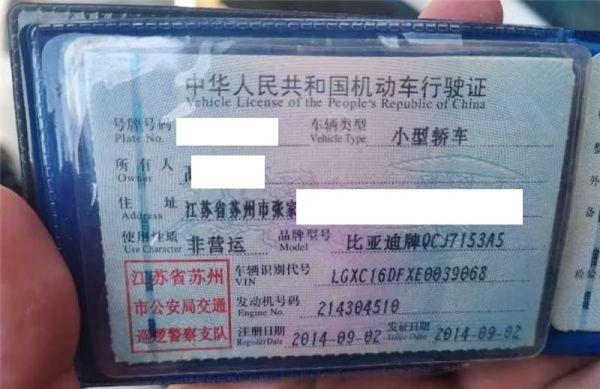 中华人民共和国机动车行驶证
Vehicle License of the People's Republic of China
号牌号码 车辆类型 小型轿车
Plate No. Vehicle Type
所有人
Owner
住址 江苏省苏州市张家
Address
使用性质 非营运 品牌型号 比亚迪牌QCJ7153A5
Use Character Model
江苏省苏州
市公安局交通
巡逻警察支队
车辆识别代号 LGXC16DFXE0039068
VIN
发动机号码 214304510
Engine No.
注册日期 2014-09-02 发证日期 2014-09-02
Register Date Issue Date